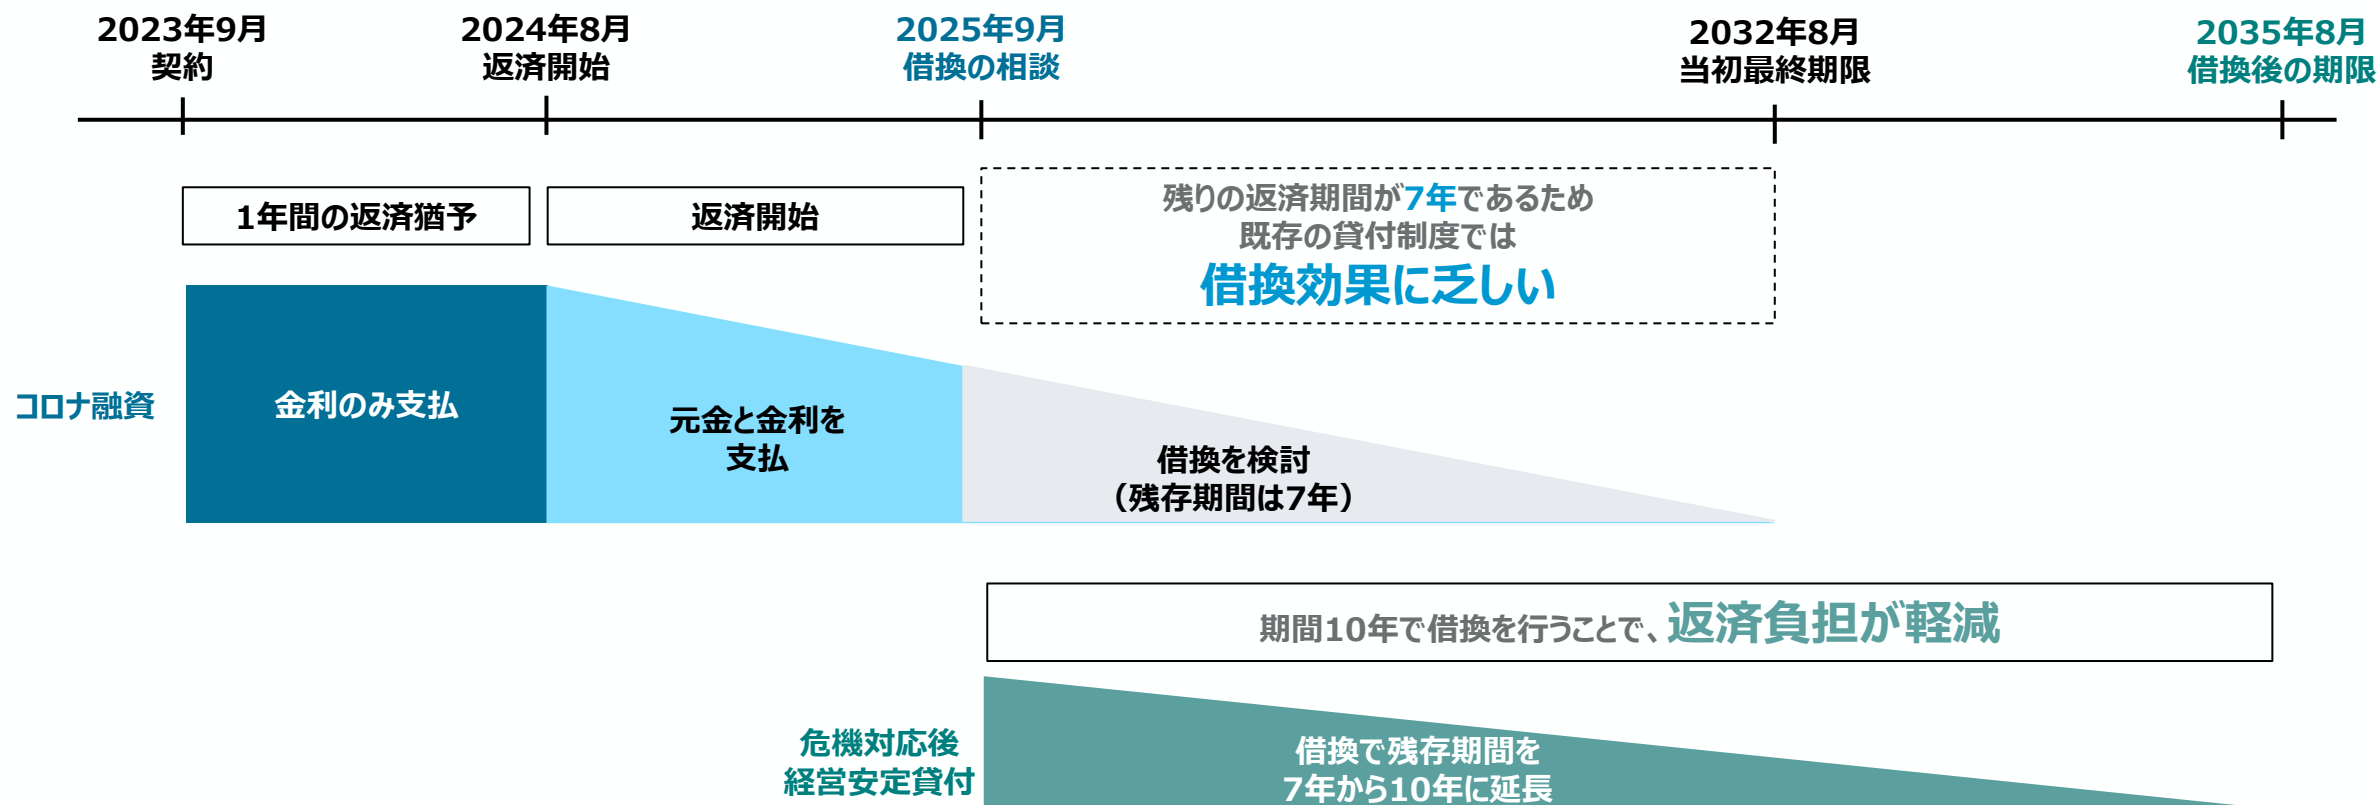 2023年9月
契約
2024年8月
返済開始
2025年9月
借換の相談
2032年8月
当初最終期限
2035年8月
借換後の期限
1年間の返済猶予
返済開始
残りの返済期間が7年であるため
既存の貸付制度では
借換効果に乏しい
コロナ融資
金利のみ支払
元金と金利を
支払
借換を検討
（残存期間は7年）
期間10年で借換を行うことで、返済負担が軽減
危機対応後
経営安定貸付
借換で残存期間を
7年から10年に延長